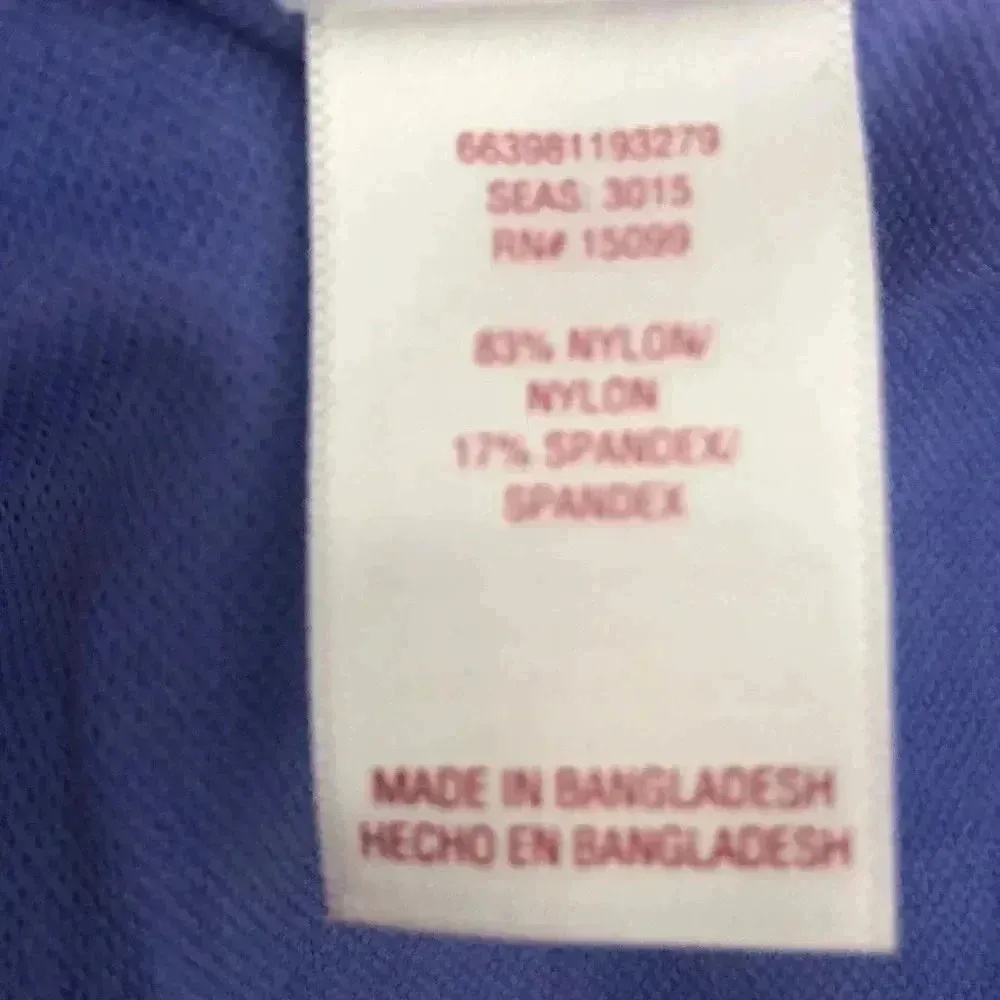 663981193279
SEAS: 3015
RN# 15099
83% NYLON/
NYLON
17% SPANDEX/
SPANDEX
MADE IN BANGLADESH
HECHO EN BANGLADESH